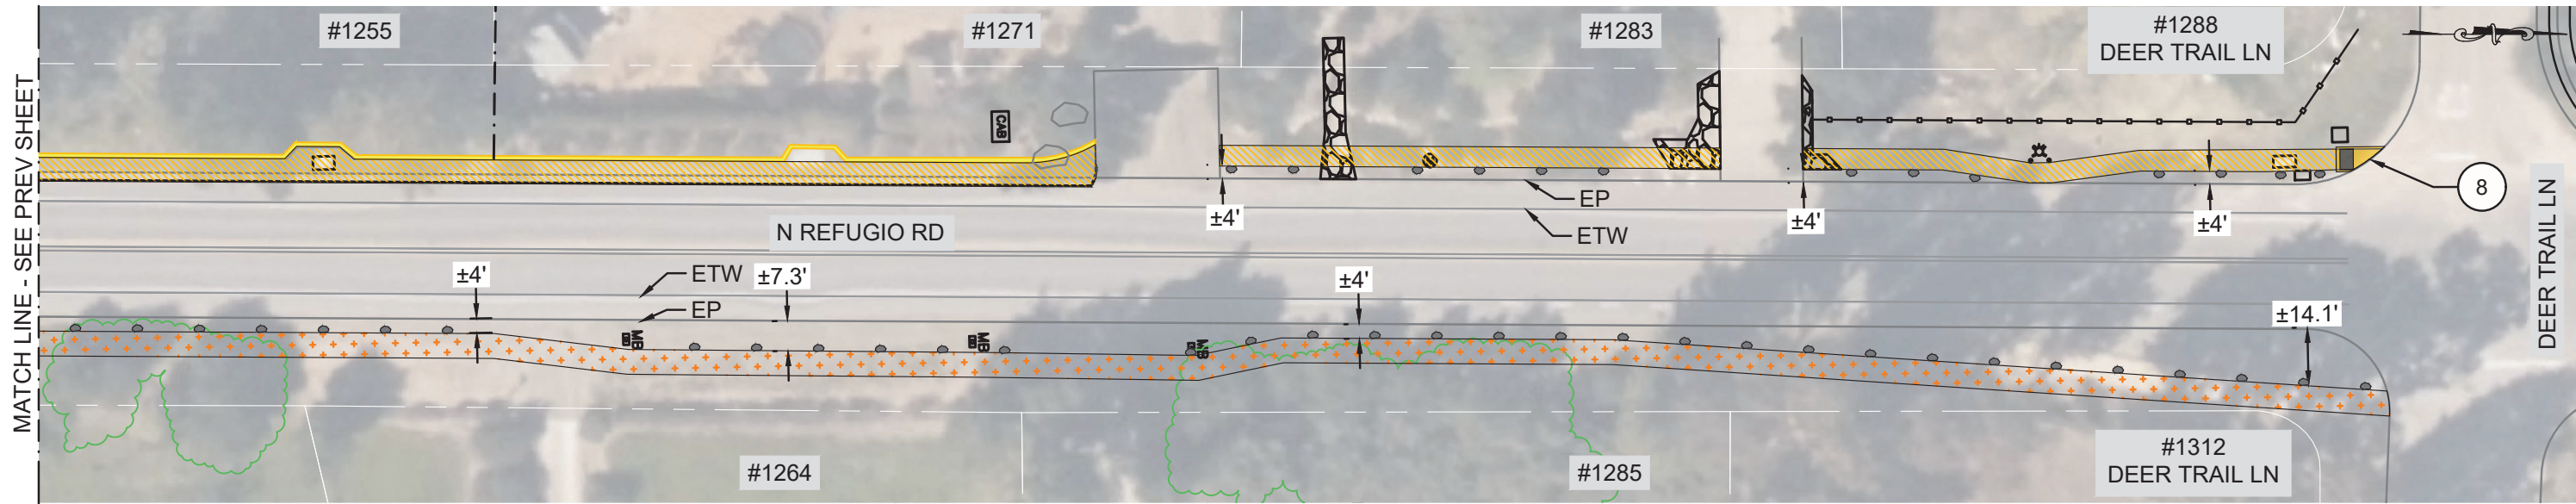 #1255
#1271
#1283
#1288
DEER TRAIL LN
MATCH LINE - SEE PREV SHEET
CAB
8
EP
±4'
±4'
±4'
N REFUGIO RD
ETW
DEER TRAIL LN
±4'
ETW
±7.3'
±4'
EP
±14.1'
MB
MB
MB
#1264
#1285
#1312
DEER TRAIL LN